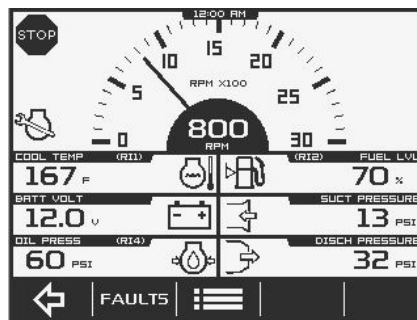 12:00 AM
STOP
0
5
10
15
20
25
30
RPM X100
800
RPM
COOL TEMP (RI1)
167 F
(RI2) FUEL LVL
70 %
BATT VOLT
12.0 V
SUCT PRESSURE
13 PSI
OIL PRESS (RI4)
60 PSI
DISCH PRESSURE
32 PSI
FAULTS